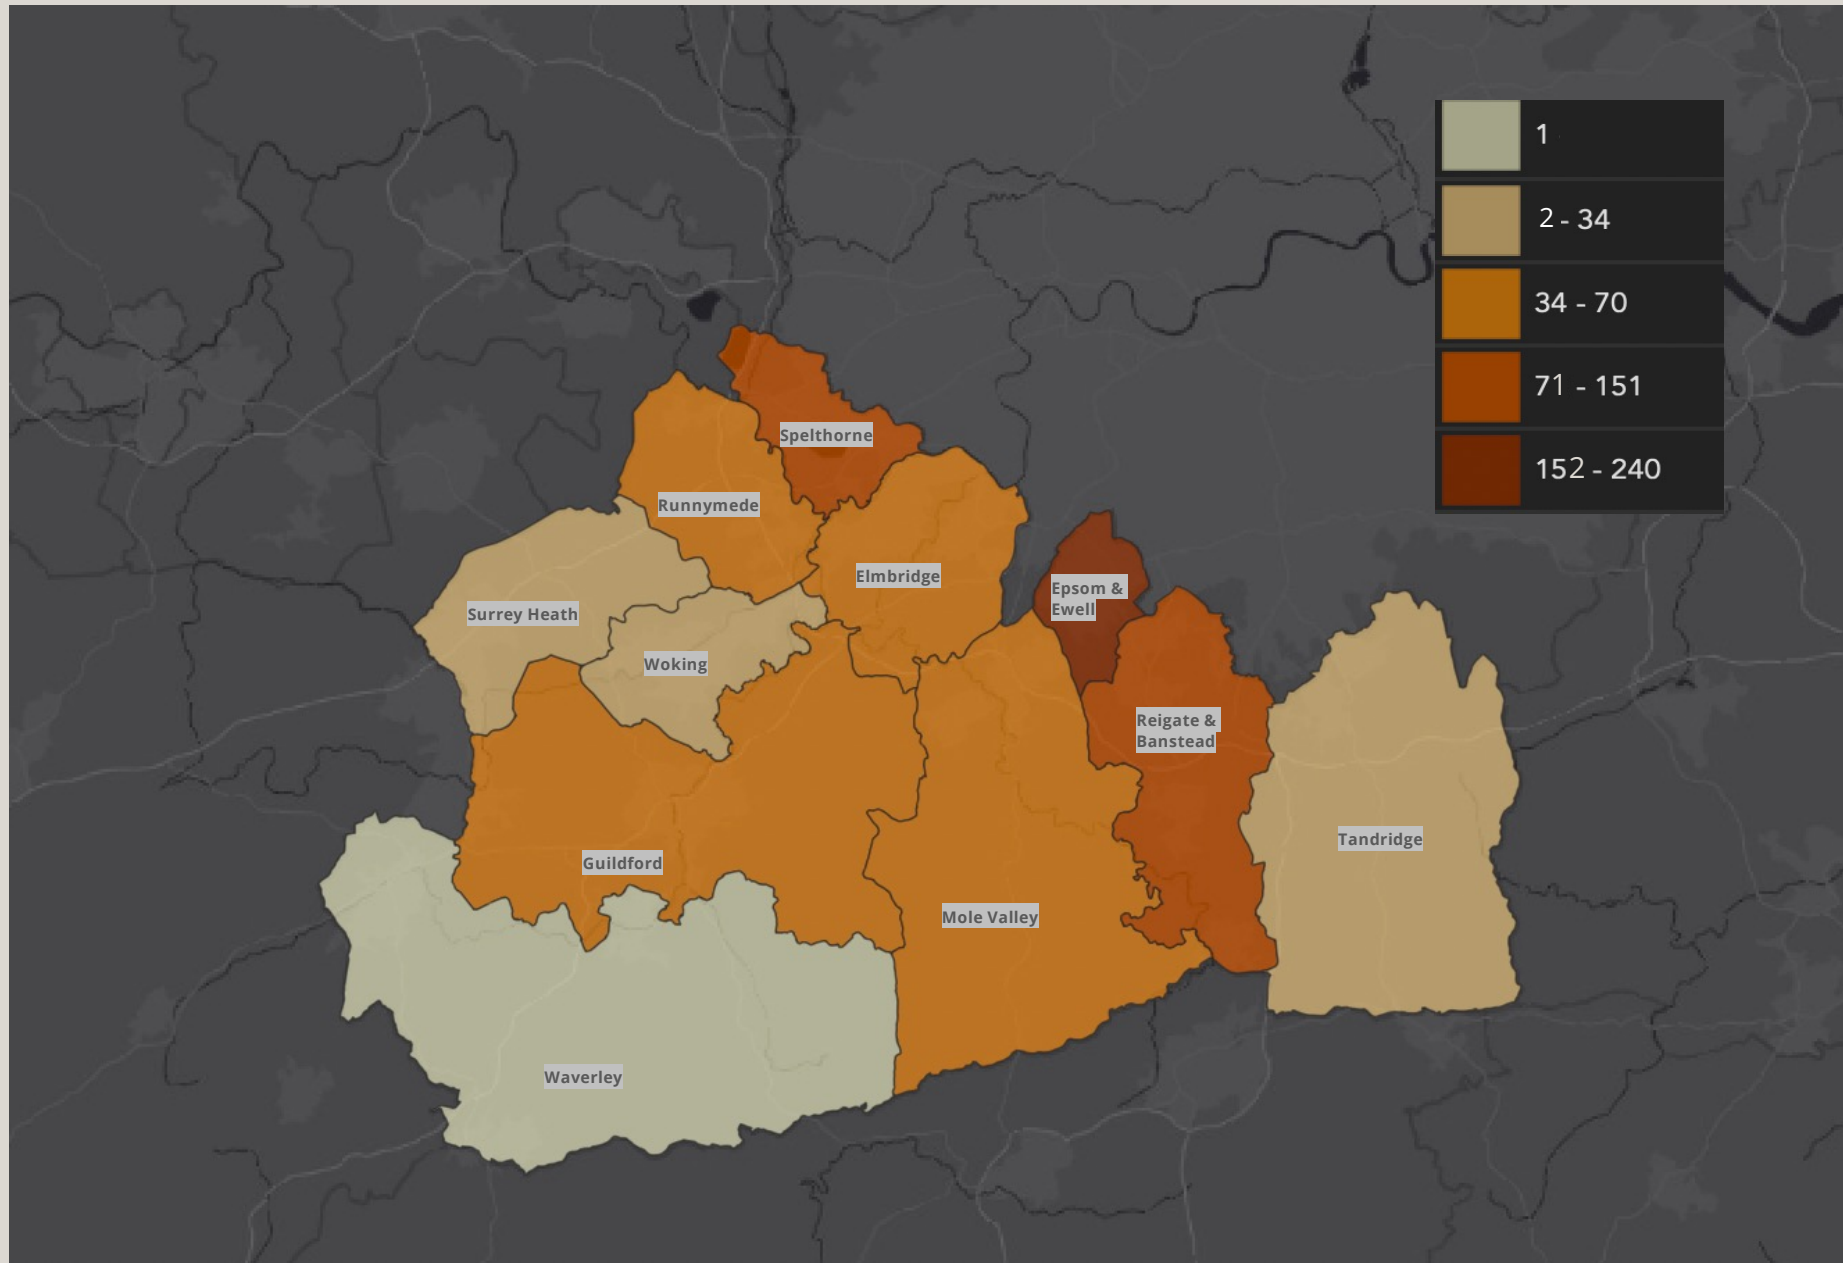 1
2 - 34
34 - 70
71 - 151
152 - 240
Spelthorne
Runnymede
Elmbridge
Epsom &
Ewell
Surrey Heath
Woking
Reigate &
Banstead
Tandridge
Guildford
Mole Valley
Waverley